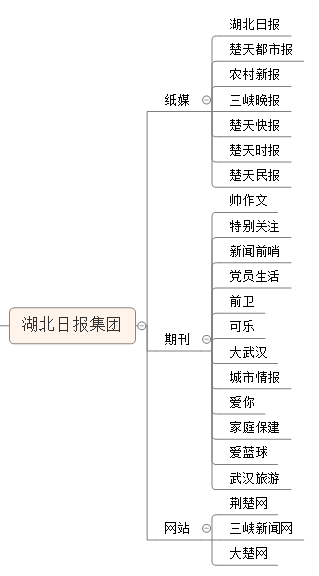 湖北日报集团
纸媒
湖北日报
楚天都市报
农村新报
三峡晚报
楚天快报
楚天时报
楚天民报
期刊
帅作文
特别关注
新闻前哨
党员生活
前卫
可乐
大武汉
城市情报
爱你
家庭保建
爱蓝球
武汉旅游
网站
荆楚网
三峡新闻网
大楚网